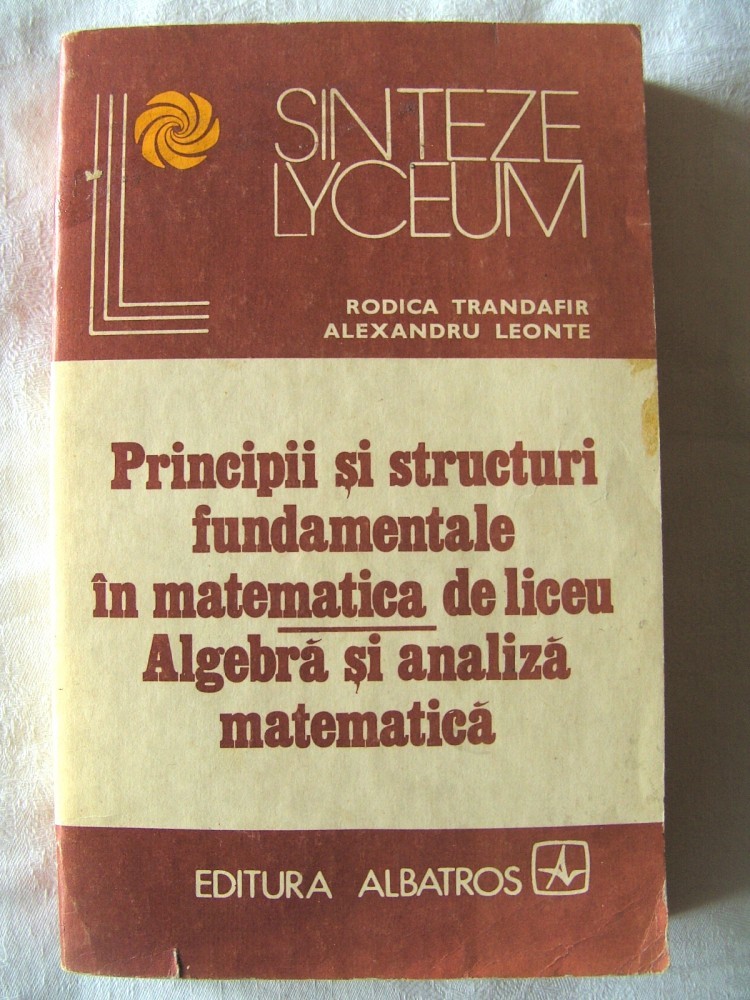 SINTEZE
LYCEUM
RODICA TRANDAFIR
ALEXANDRU LEONTE
Principii și structuri
fundamentale
în matematica de liceu
Algebră și analiză
matematică
EDITURA ALBATROS